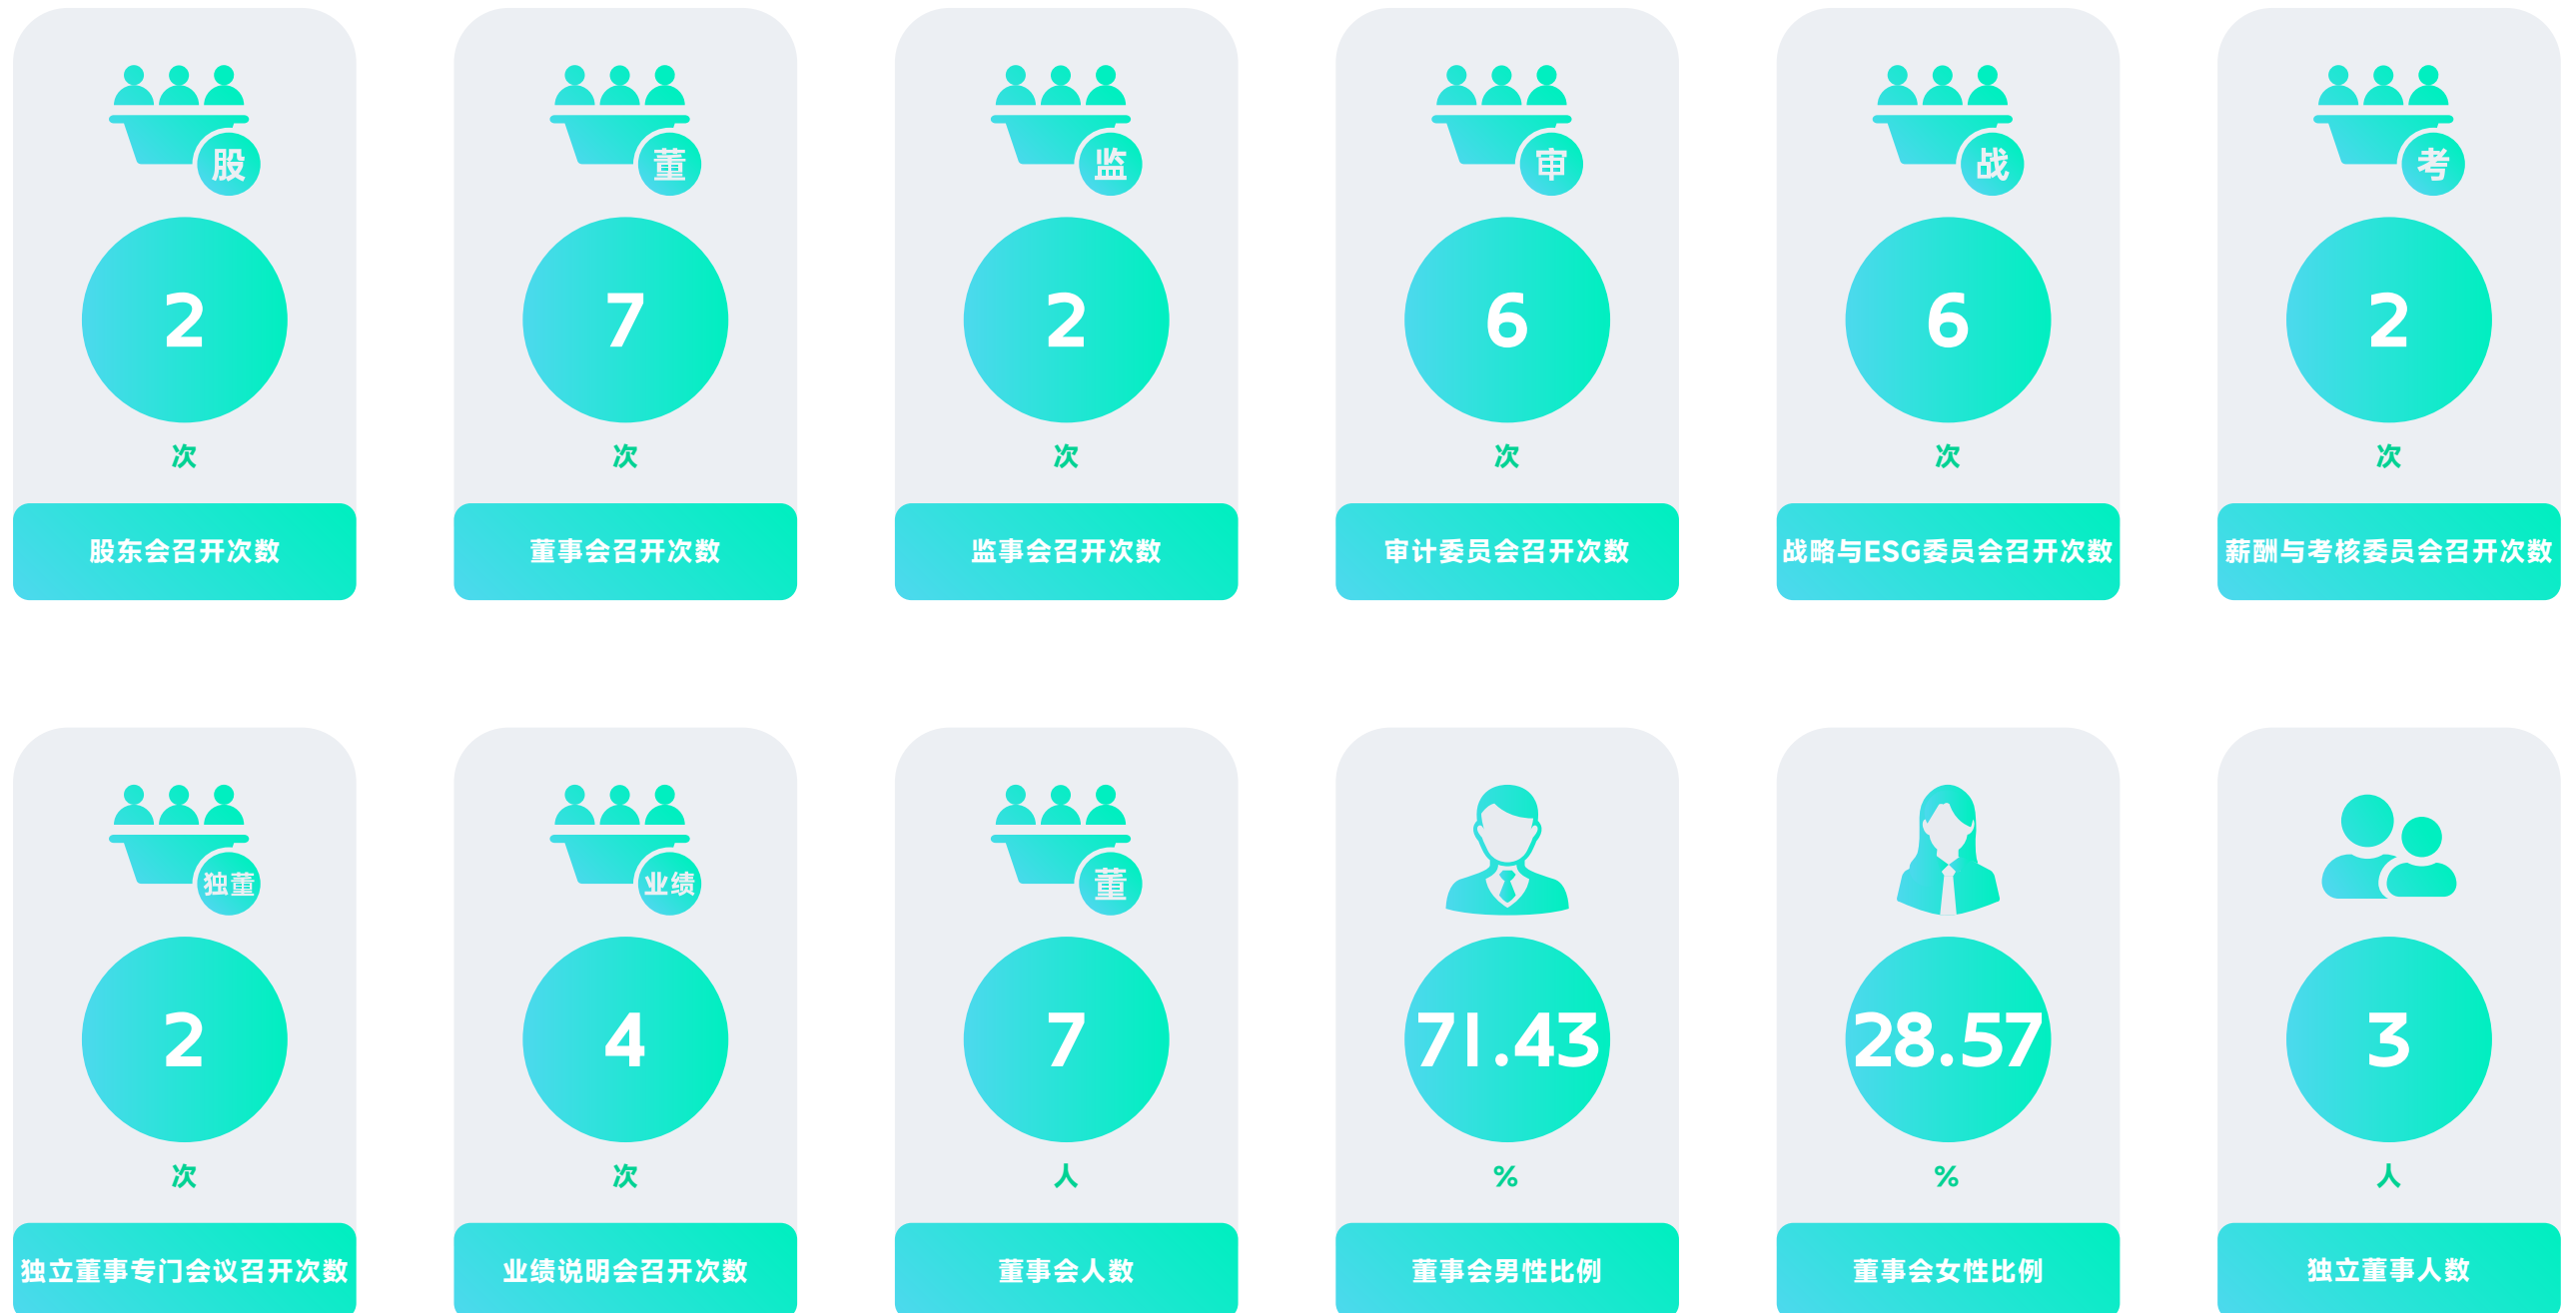 股
2
次
股东会召开次数
董
7
次
董事会召开次数
监
2
次
监事会召开次数
审
6
次
审计委员会召开次数
战
6
次
战略与ESG委员会召开次数
考
2
次
薪酬与考核委员会召开次数
独董
2
次
独立董事专门会议召开次数
业绩
4
次
业绩说明会召开次数
董
7
人
董事会人数
71.43
%
董事会男性比例
28.57
%
董事会女性比例
3
人
独立董事人数